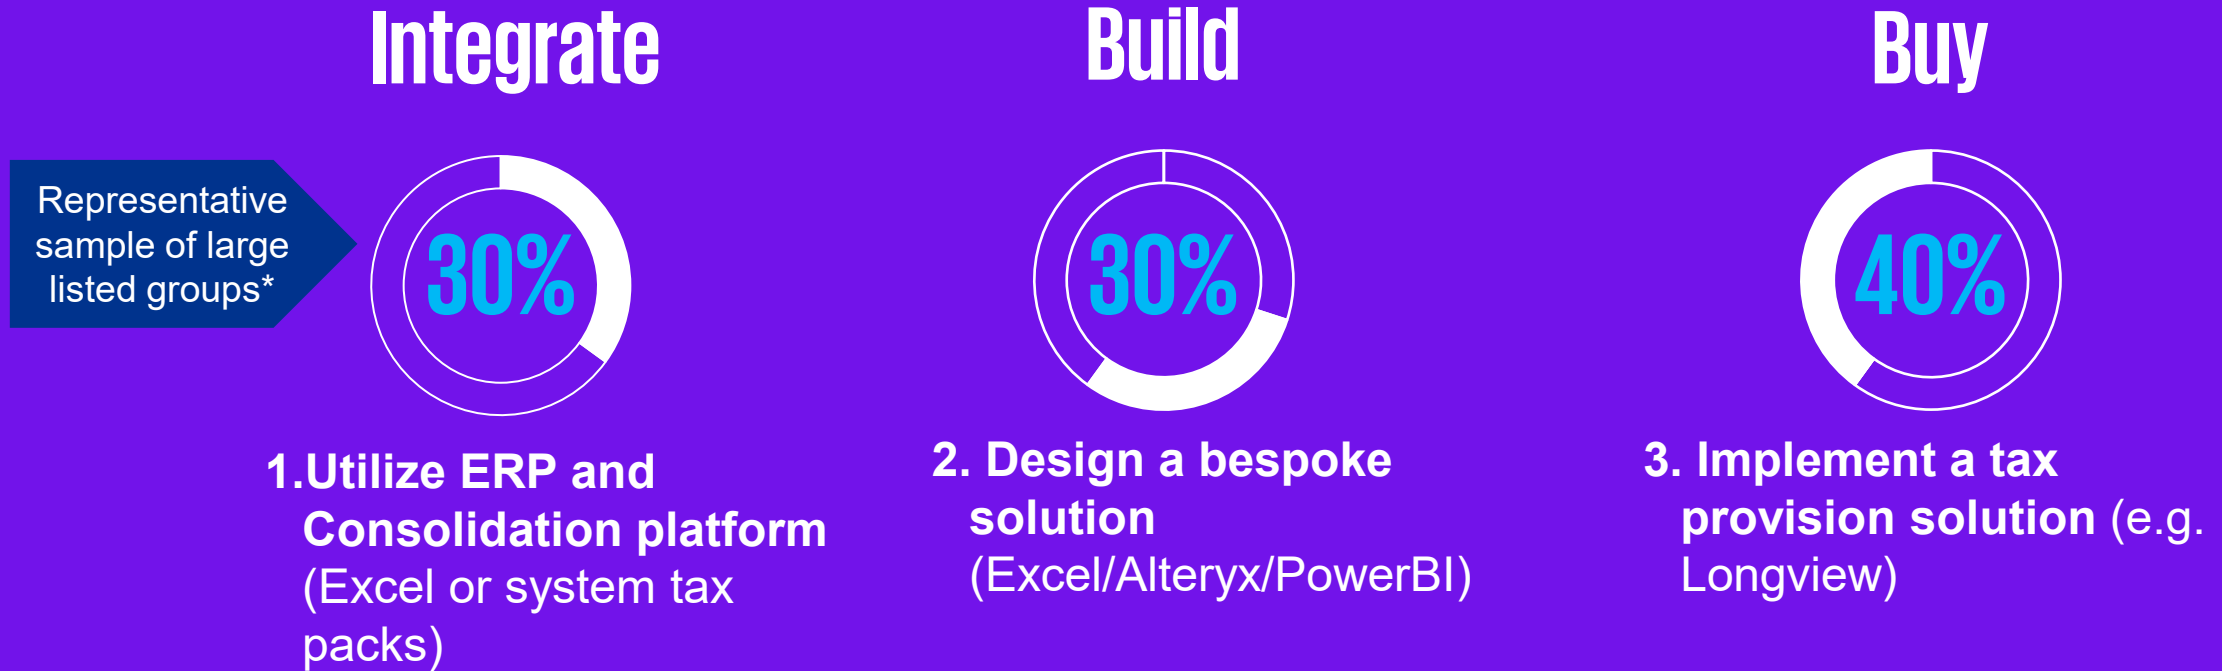 Integrate
Build
Buy
Representative
sample of large
listed groups*
30%
30%
40%
1.Utilize ERP and
Consolidation platform
(Excel or system tax
packs)
2. Design a bespoke
solution
(Excel/Alteryx/PowerBI)
3. Implement a tax
provision solution (e.g.
Longview)